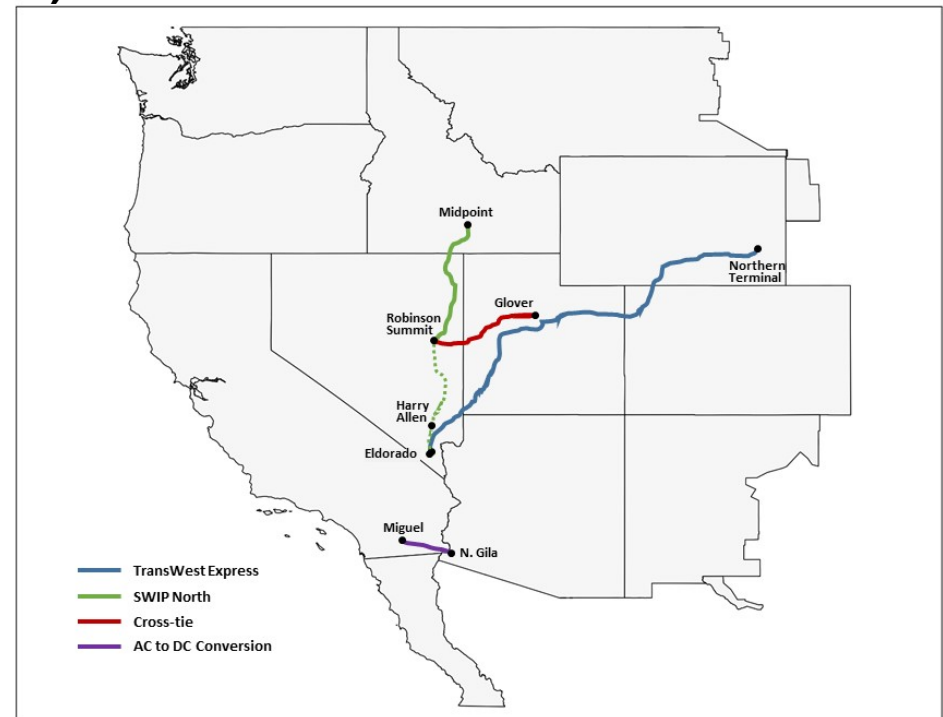 Midpoint
Northern
Terminal
Glover
Robinson
Summit
Harry
Allen
Eldorado
Miguel
N. Gila
TransWest Express
SWIP North
Cross-tie
AC to DC Conversion